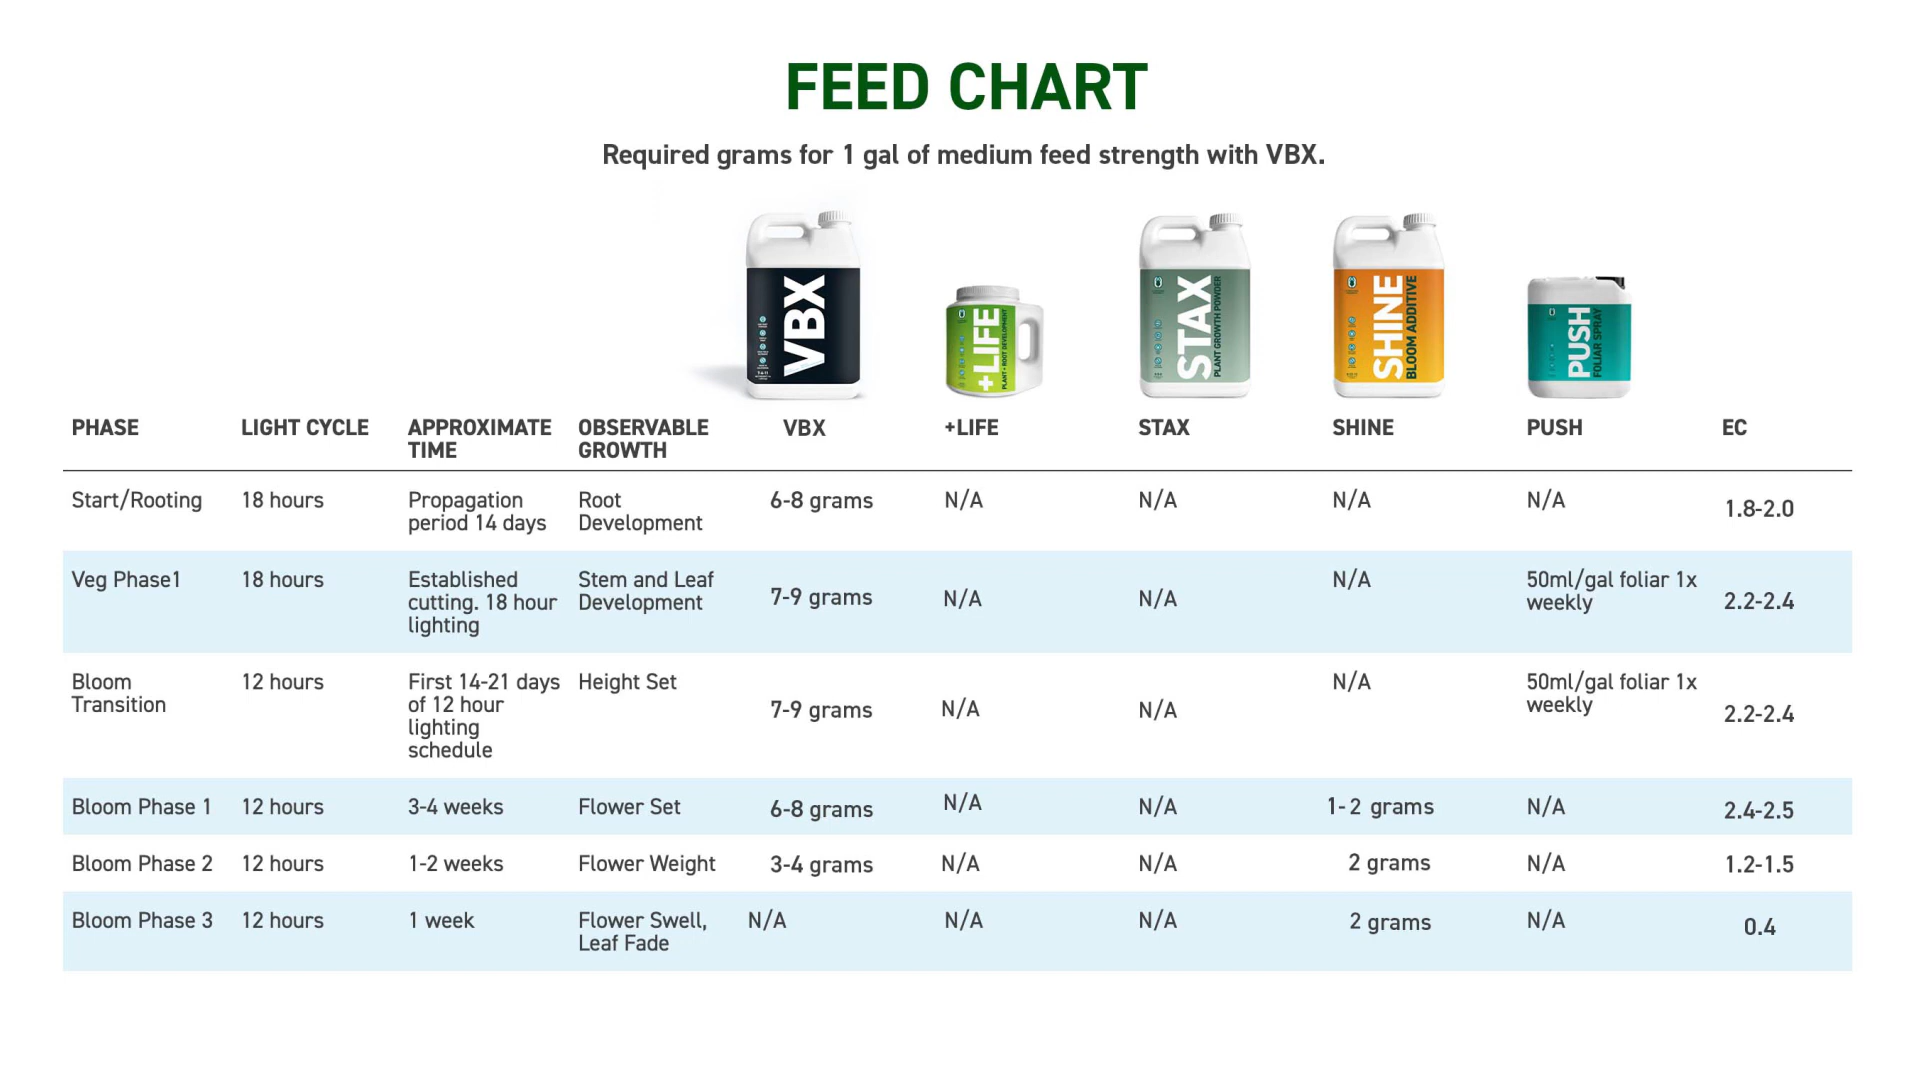 FEED CHART
Required grams for 1 gal of medium feed strength with VBX.
VBX
+LIFE
PLANT + ROOT DEVELOPMENT
STAX
PLANT GROWTH POWDER
SHINE
BLOOM ADDITIVE
PUSH
FOLIAR SPRAY
PHASE LIGHT CYCLE APPROXIMATE TIME OBSERVABLE GROWTH VBX +LIFE STAX SHINE PUSH EC
Start/Rooting 18 hours Propagation period 14 days Root Development 6-8 grams N/A N/A N/A N/A 1.8-2.0
Veg Phase1 18 hours Established cutting. 18 hour lighting Stem and Leaf Development 7-9 grams N/A N/A N/A 50ml/gal foliar 1x weekly 2.2-2.4
Bloom Transition 12 hours First 14-21 days of 12 hour lighting schedule Height Set 7-9 grams N/A N/A N/A 50ml/gal foliar 1x weekly 2.2-2.4
Bloom Phase 1 12 hours 3-4 weeks Flower Set 6-8 grams N/A N/A 1- 2 grams N/A 2.4-2.5
Bloom Phase 2 12 hours 1-2 weeks Flower Weight 3-4 grams N/A N/A 2 grams N/A 1.2-1.5
Bloom Phase 3 12 hours 1 week Flower Swell, Leaf Fade N/A N/A N/A 2 grams N/A 0.4